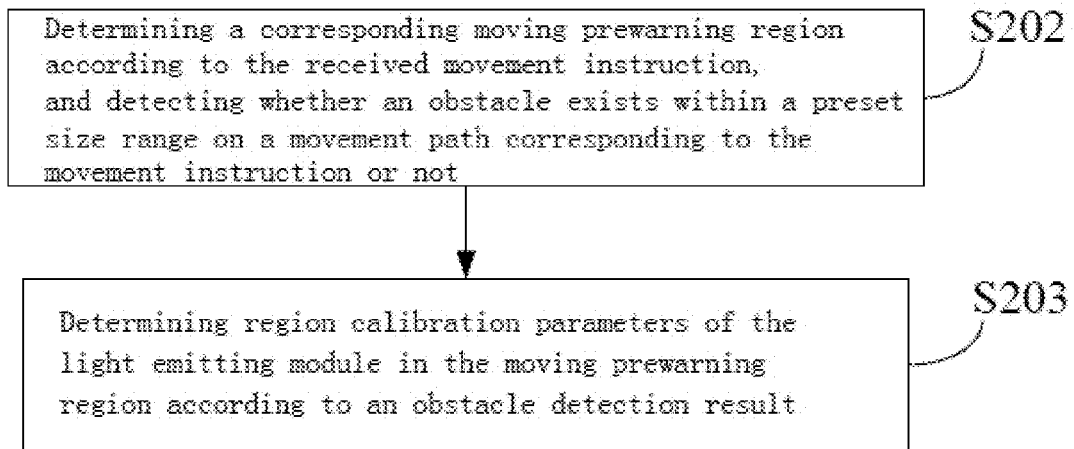 Determining a corresponding moving prewarning region
according to the received movement instruction,
and detecting whether an obstacle exists within a preset
size range on a movement path corresponding to the
movement instruction or not
S202
Determining region calibration parameters of the
light emitting module in the moving prewarning
region according to an obstacle detection result
S203